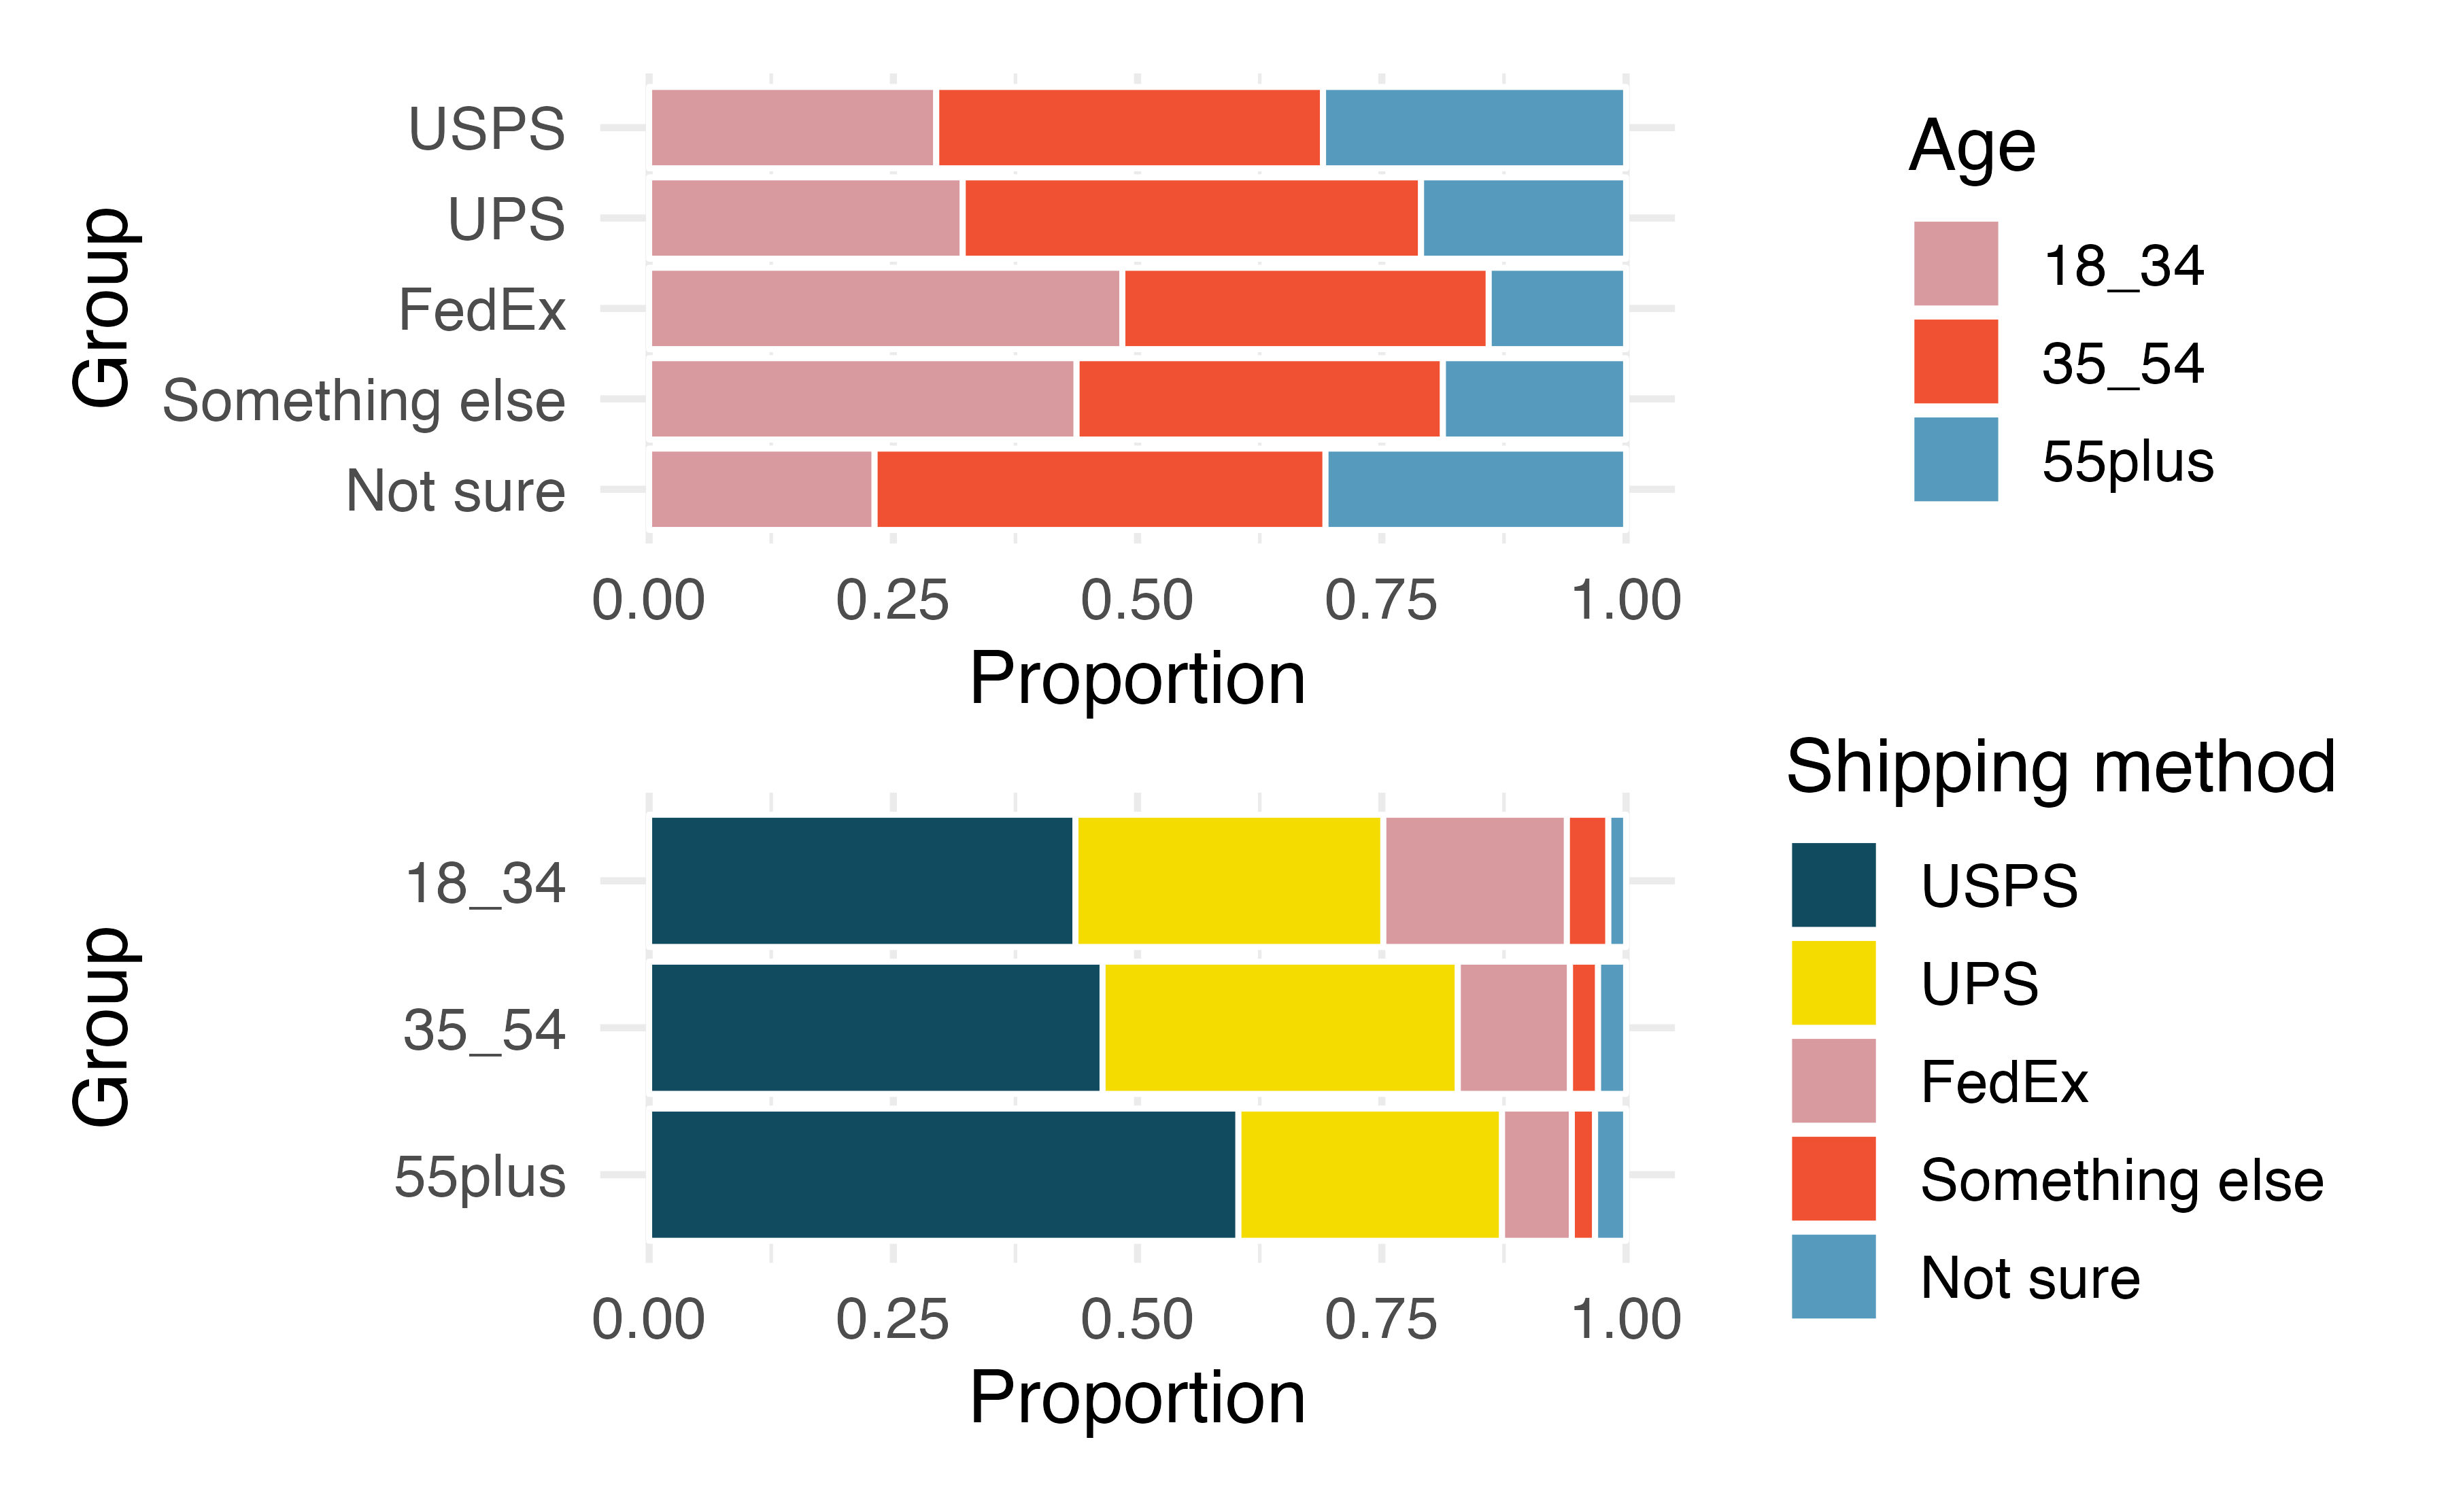 Group
USPS
UPS
FedEx
Something else
Not sure
0.00 0.25 0.50 0.75 1.00
Proportion
Age
18_34
35_54
55plus
Group
18_34
35_54
55plus
0.00 0.25 0.50 0.75 1.00
Proportion
Shipping method
USPS
UPS
FedEx
Something else
Not sure